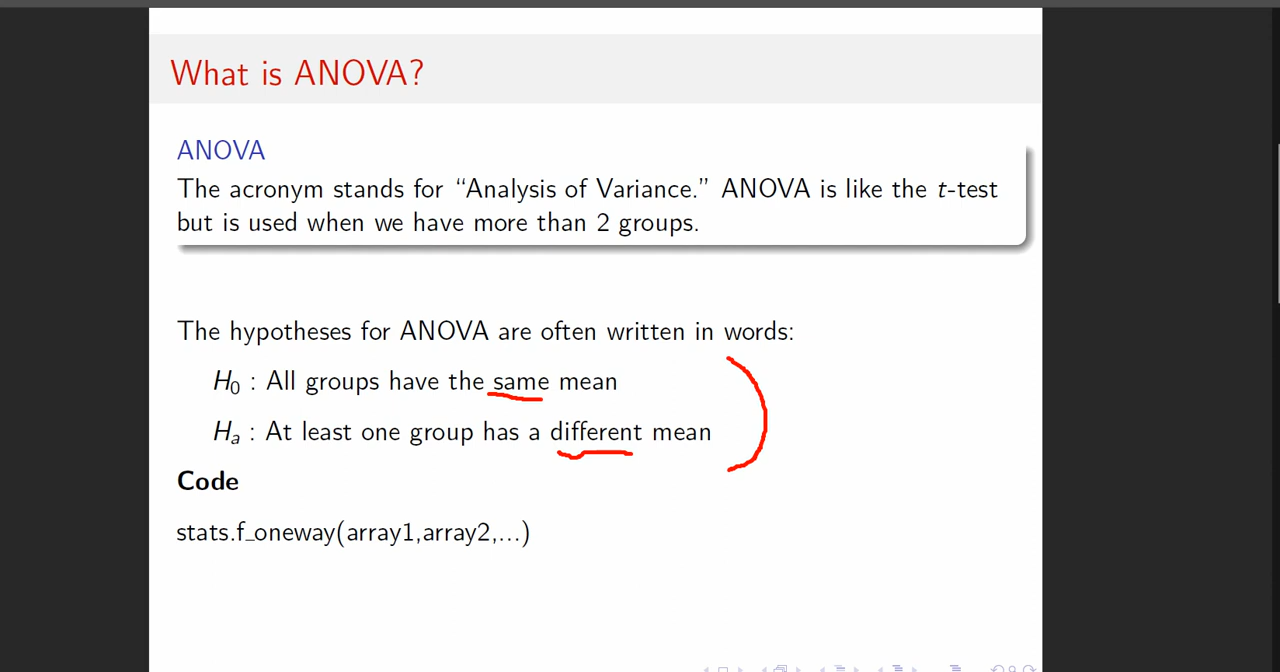 What is ANOVA?
ANOVA
The acronym stands for “Analysis of Variance.” ANOVA is like the t-test
but is used when we have more than 2 groups.
The hypotheses for ANOVA are often written in words:
H₀ : All groups have the same mean
Hₐ : At least one group has a different mean
Code
stats.f_oneway(array1,array2,...)